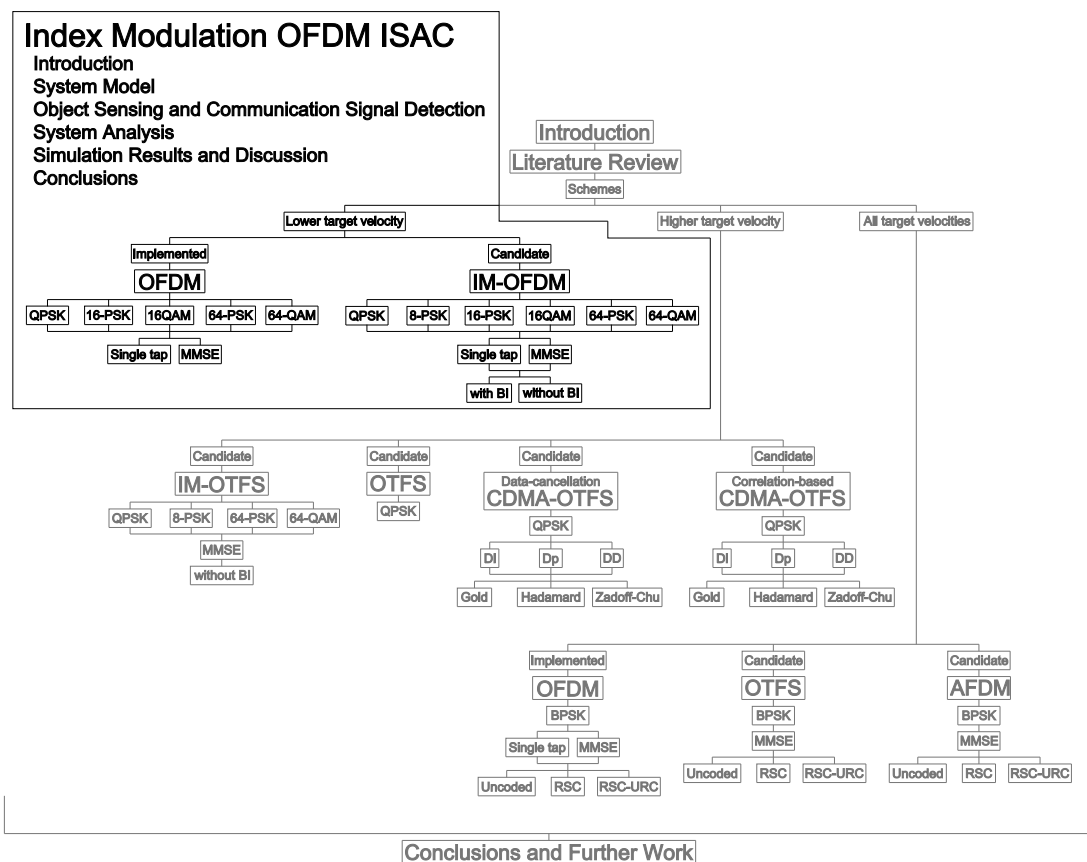 Index Modulation OFDM ISAC
Introduction
System Model
Object Sensing and Communication Signal Detection
System Analysis
Simulation Results and Discussion
Conclusions
Introduction
Literature Review
Schemes
Lower target velocity Higher target velocity All target velocities
Implemented Candidate
OFDM IM-OFDM
QPSK 16-PSK 16QAM 64-PSK 64-QAM QPSK 8-PSK 16-PSK 16QAM 64-PSK 64-QAM
Single tap MMSE Single tap MMSE
with BI without BI
Candidate Candidate Candidate Candidate
IM-OTFS OTFS Data-cancellation Correlation-based
CDMA-OTFS CDMA-OTFS
QPSK 8-PSK 64-PSK 64-QAM QPSK QPSK QPSK
MMSE DI Dp DD DI Dp DD
without BI
Gold Hadamard Zadoff-Chu Gold Hadamard Zadoff-Chu
Implemented Candidate Candidate
OFDM OTFS AFDM
BPSK BPSK BPSK
Single tap MMSE MMSE MMSE
Uncoded RSC RSC-URC Uncoded RSC RSC-URC Uncoded RSC RSC-URC
Conclusions and Further Work